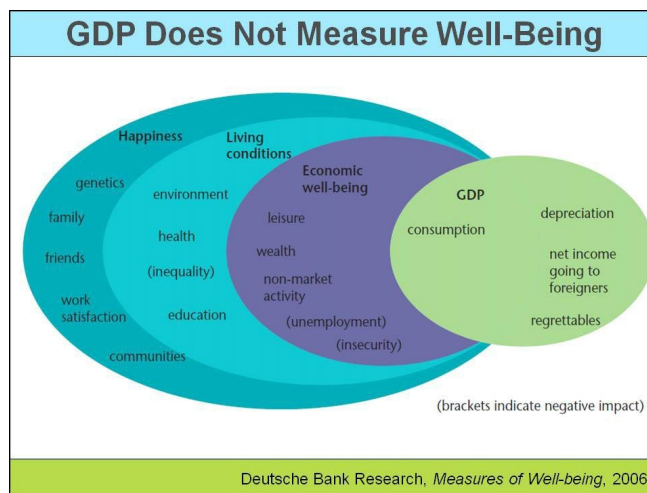 GDP Does Not Measure Well-Being
Happiness
genetics
family
friends
work
satisfaction
communities
Living
conditions
environment
health
(inequality)
education
Economic
well-being
leisure
wealth
non-market
activity
(unemployment)
(insecurity)
GDP
consumption
depreciation
net income
going to
foreigners
regrettables
(brackets indicate negative impact)
Deutsche Bank Research, Measures of Well-being, 2006